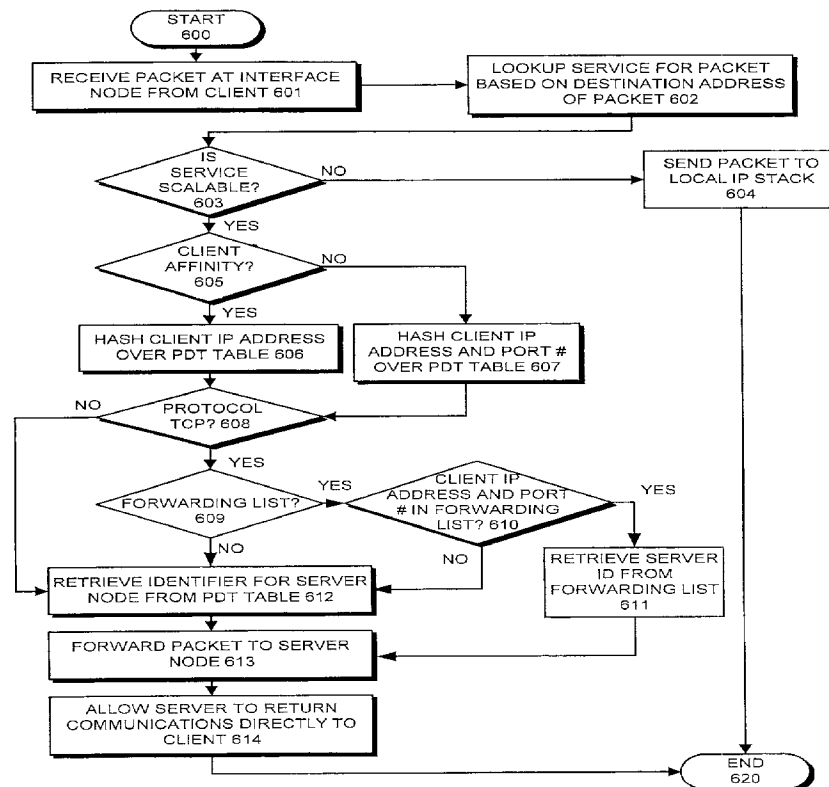 START
600
RECEIVE PACKET AT INTERFACE
NODE FROM CLIENT 601
LOOKUP SERVICE FOR PACKET
BASED ON DESTINATION ADDRESS
OF PACKET 602
IS
SERVICE
SCALABLE?
603
NO
SEND PACKET TO
LOCAL IP STACK
604
YES
CLIENT
AFFINITY?
605
NO
YES
HASH CLIENT IP ADDRESS
OVER PDT TABLE 606
HASH CLIENT IP
ADDRESS AND PORT #
OVER PDT TABLE 607
NO
PROTOCOL
TCP? 608
YES
FORWARDING LIST?
609
YES
CLIENT IP
ADDRESS AND PORT
# IN FORWARDING
LIST? 610
YES
NO
NO
RETRIEVE SERVER
ID FROM
FORWARDING LIST
611
RETRIEVE IDENTIFIER FOR SERVER
NODE FROM PDT TABLE 612
FORWARD PACKET TO SERVER
NODE 613
ALLOW SERVER TO RETURN
COMMUNICATIONS DIRECTLY TO
CLIENT 614
END
620